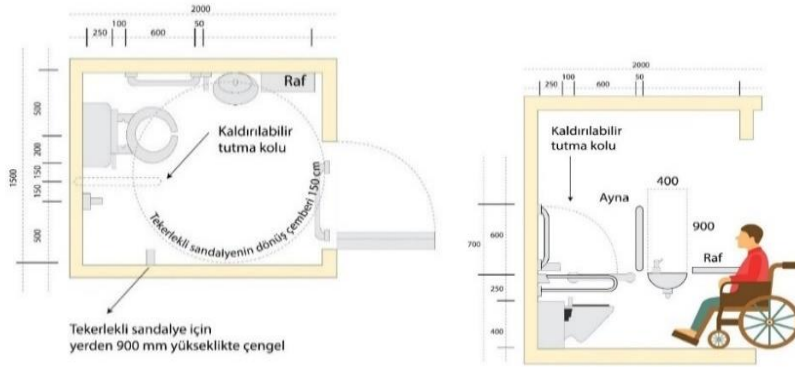 2000
100
250
600
50
Raf
500
200
150
150
500
1500
Kaldırılabilir
tutma kolu
Tekerlekli sandalyenin dönüş çemberi 150 cm
Tekerlekli sandalye için
yerden 900 mm yükseklikte çengel
2000
100
250
600
50
Kaldırılabilir
tutma kolu
Ayna
400
900
Raf
700
600
250
400